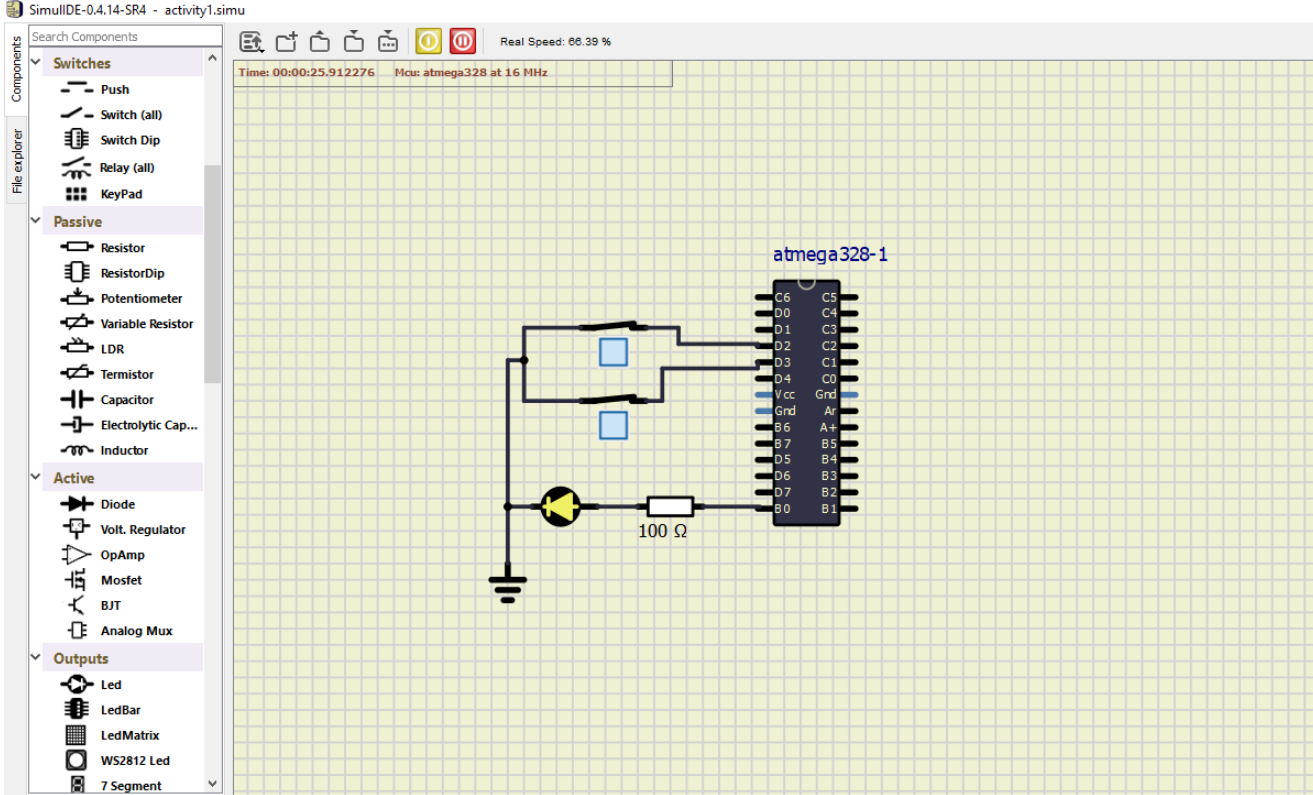 SimulIDE-0.4.14-SR4 - activity1.simu
Components
File explorer
Search Components
Switches
Push
Switch (all)
Switch Dip
Relay (all)
KeyPad
Passive
Resistor
ResistorDip
Potentiometer
Variable Resistor
LDR
Termistor
Capacitor
Electrolytic Cap...
Inductor
Active
Diode
Volt. Regulator
OpAmp
Mosfet
BJT
Analog Mux
Outputs
Led
LedBar
LedMatrix
WS2812 Led
7 Segment
Real Speed: 66.39 %
Time: 00:00:25.912276 Mcu: atmega328 at 16 MHz
atmega328-1
C6 C5
D0 C4
D1 C3
D2 C2
D3 C1
D4 C0
Vcc Gnd
Gnd Ar
B6 A+
B7 B5
D5 B4
D6 B3
D7 B2
B0 B1
100 Ω